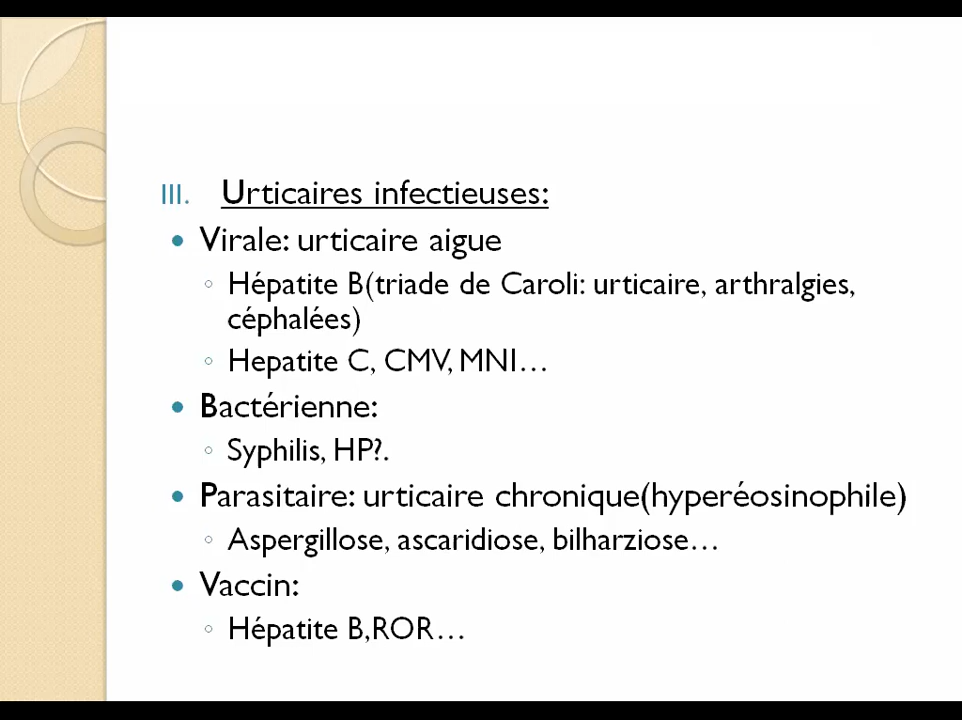 III. Urticaires infectieuses:
• Virale: urticaire aigue
◦ Hépatite B(triade de Caroli: urticaire, arthralgies,
céphalées)
◦ Hepatite C, CMV, MNI…
• Bactérienne:
◦ Syphilis, HP?.
• Parasitaire: urticaire chronique(hyperéosinophile)
◦ Aspergillose, ascaridiose, bilharziose…
• Vaccin:
◦ Hépatite B,ROR…